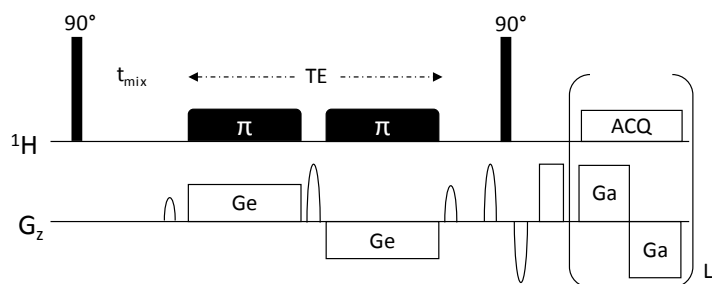 90° 90°
t_mix TE
π π ACQ
¹H
Ge Ga
G_z Ge Ga
L